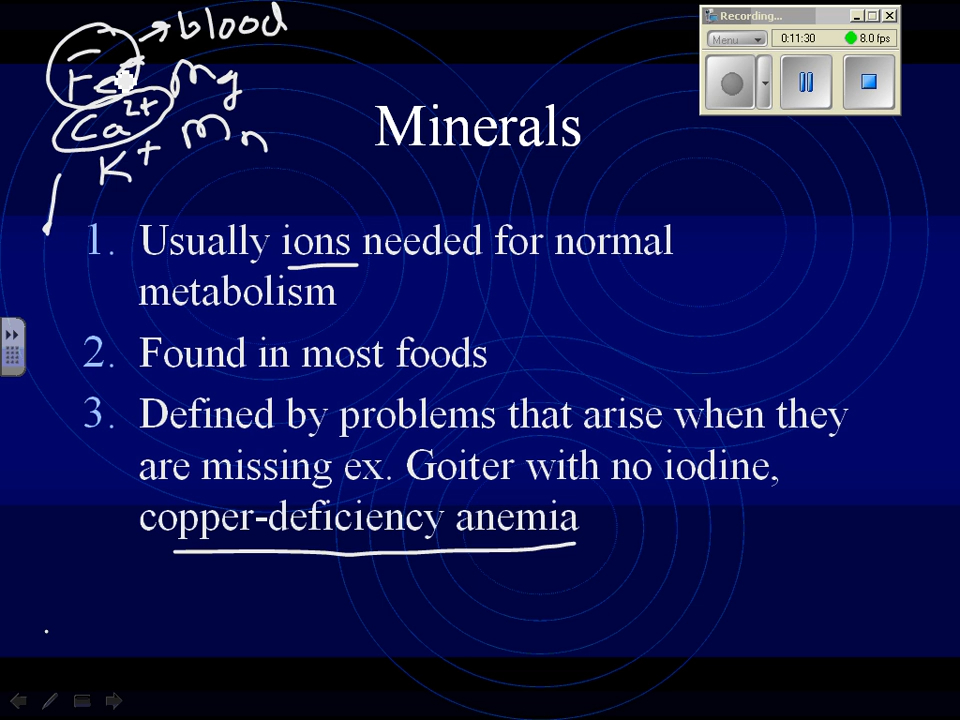 → blood
Fe Mg
Ca2+ Mn
K+
Recording...
Menu 0:11:30 8.0 fps
Minerals
1. Usually ions needed for normal
metabolism
2. Found in most foods
3. Defined by problems that arise when they
are missing ex. Goiter with no iodine,
copper-deficiency anemia
.